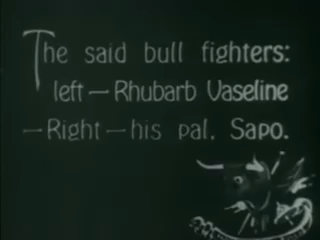 The said bull fighters:
left — Rhubarb Vaseline
— Right — his pal, Sapo.